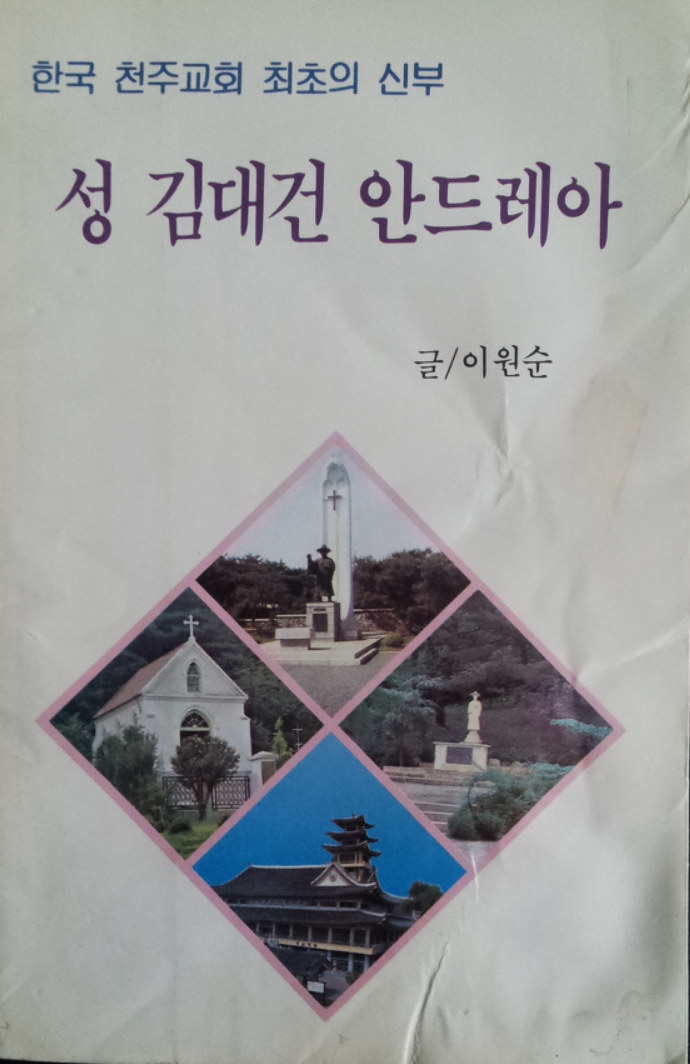 한국 천주교회 최초의 신부
성 김대건 안드레아
글/이원순